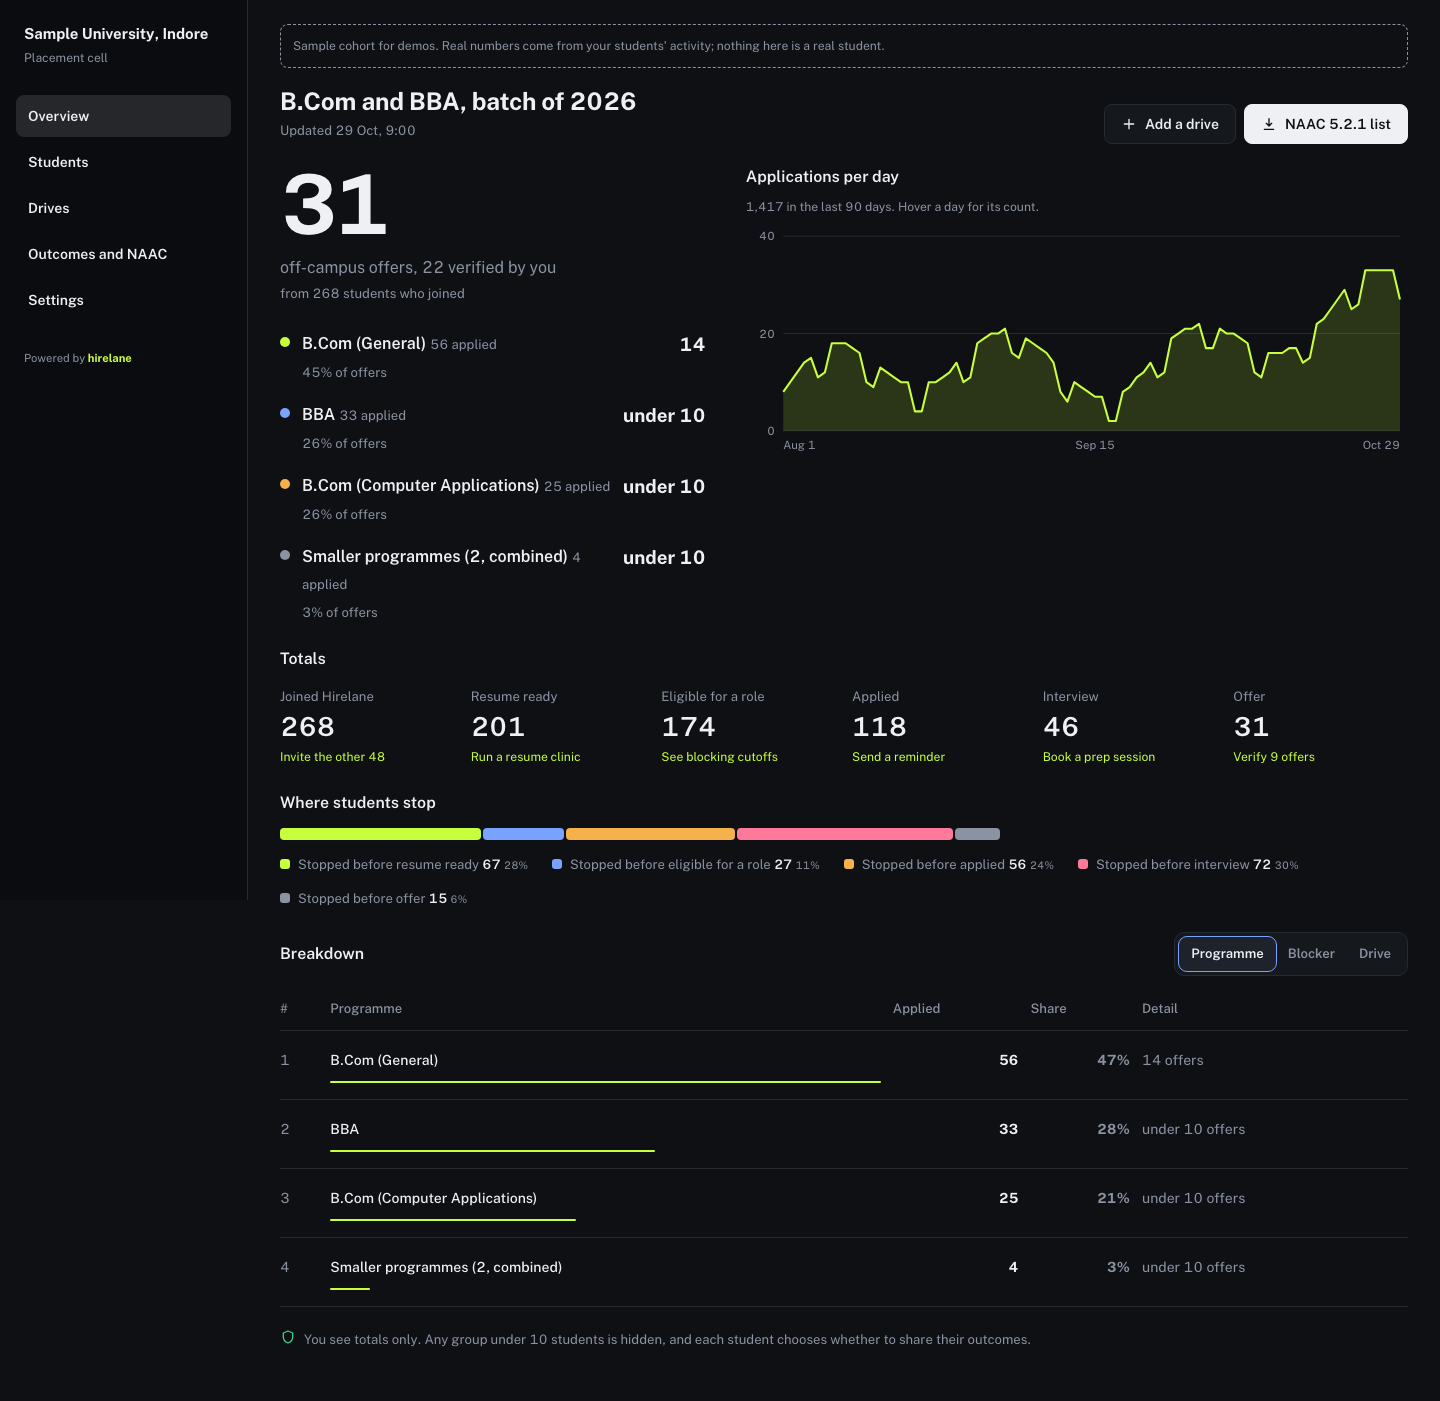 Sample University, Indore
Placement cell
Overview
Students
Drives
Outcomes and NAAC
Settings
Powered by hirelane
Sample cohort for demos. Real numbers come from your students' activity; nothing here is a real student.
B.Com and BBA, batch of 2026
Updated 29 Oct, 9:00
Add a drive
NAAC 5.2.1 list
31
off-campus offers, 22 verified by you
from 268 students who joined
B.Com (General) 56 applied 14
45% of offers
BBA 33 applied under 10
26% of offers
B.Com (Computer Applications) 25 applied under 10
26% of offers
Smaller programmes (2, combined) 4 under 10
applied
3% of offers
Applications per day
1,417 in the last 90 days. Hover a day for its count.
40
20
0
Aug 1 Sep 15 Oct 29
Totals
Joined Hirelane Resume ready Eligible for a role Applied Interview Offer
268 201 174 118 46 31
Invite the other 48 Run a resume clinic See blocking cutoffs Send a reminder Book a prep session Verify 9 offers
Where students stop
Stopped before resume ready 67 28% Stopped before eligible for a role 27 11% Stopped before applied 56 24% Stopped before interview 72 30%
Stopped before offer 15 6%
Breakdown
Programme Blocker Drive
# Programme Applied Share Detail
1 B.Com (General) 56 47% 14 offers
2 BBA 33 28% under 10 offers
3 B.Com (Computer Applications) 25 21% under 10 offers
4 Smaller programmes (2, combined) 4 3% under 10 offers
You see totals only. Any group under 10 students is hidden, and each student chooses whether to share their outcomes.